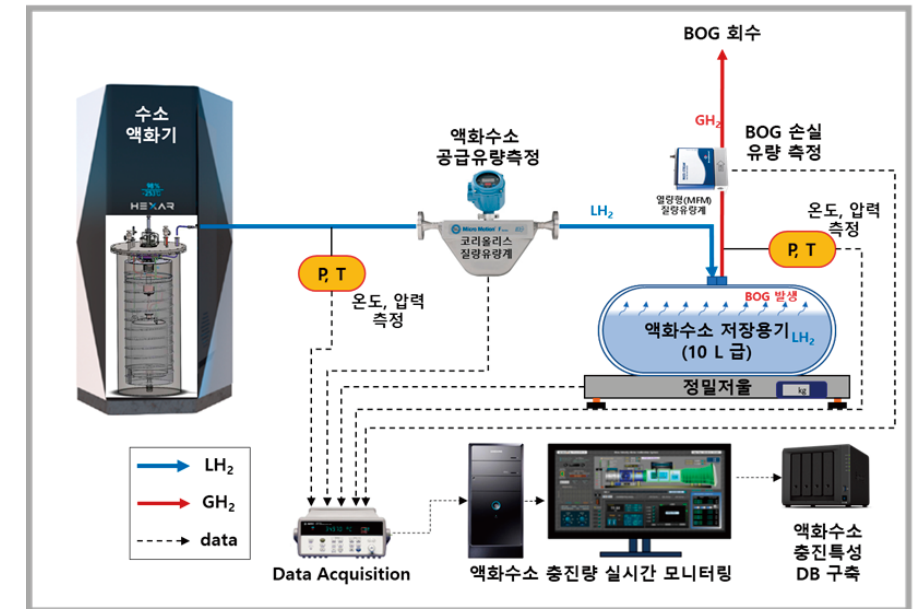 BOG 회수
수소
액화기
HEXAR
액화수소
공급유량측정
GH₂
BOG 손실
유량 측정
열량형(MFM)
질량유량계
온도, 압력
측정
LH₂
Micro Motion
코리올리스
질량유량계
P, T
P, T
온도, 압력
측정
BOG 발생
액화수소 저장용기
(10 L 급)
LH₂
정밀저울
kg
LH₂
GH₂
data
Data Acquisition
액화수소 충진량 실시간 모니터링
액화수소
충진특성
DB 구축